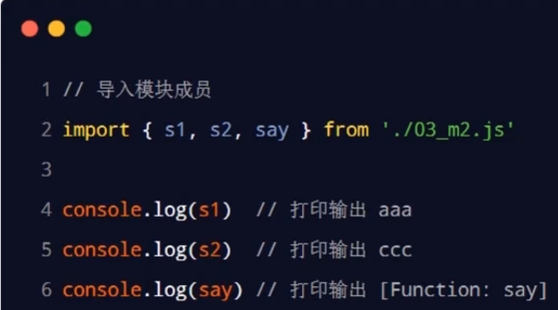 1 // 导入模块成员
2 import { s1, s2, say } from './03_m2.js'
3
4 console.log(s1)  // 打印输出 aaa
5 console.log(s2)  // 打印输出 ccc
6 console.log(say) // 打印输出 [Function: say]